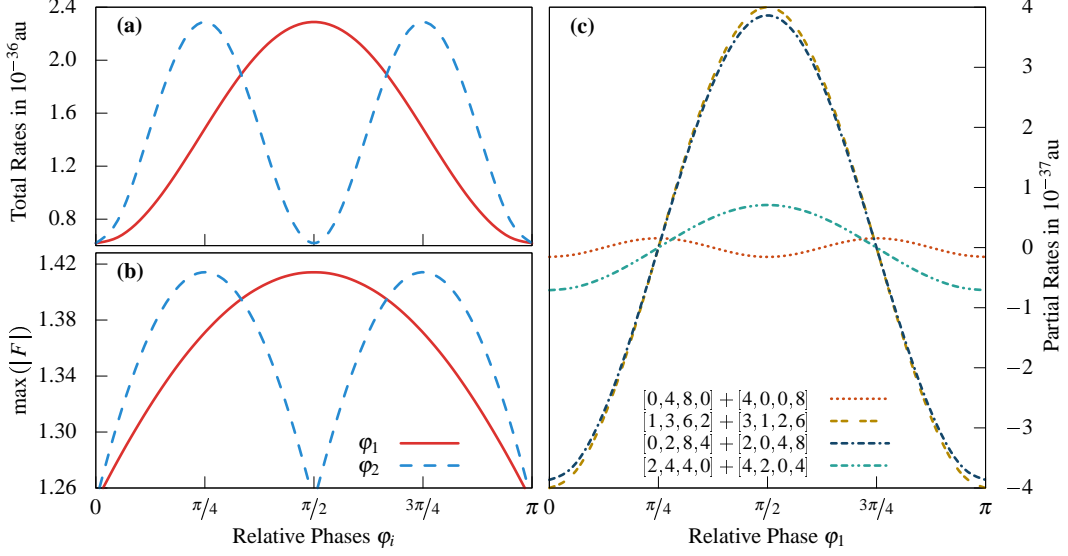 (a)
Total Rates in 10⁻³⁶au
2.4
2.0
1.6
1.2
0.8
(b)
max(|F|)
1.42
1.38
1.34
1.30
1.26
φ₁
φ₂
0
π/4
π/2
3π/4
π
Relative Phases φᵢ
(c)
4
3
2
1
0
−1
−2
−3
−4
Partial Rates in 10⁻³⁷au
[0,4,8,0] + [4,0,0,8]
[1,3,6,2] + [3,1,2,6]
[0,2,8,4] + [2,0,4,8]
[2,4,4,0] + [4,2,0,4]
0
π/4
π/2
3π/4
π
Relative Phase φ₁